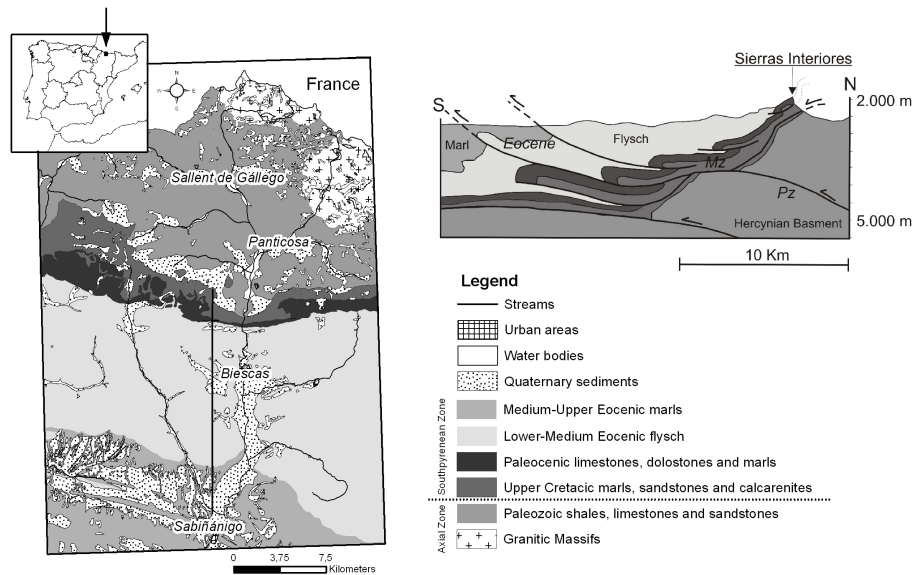 France
N
W E
S
Sallent de Gállego
Panticosa
Biescas
Sabiñánigo
0 3,75 7,5
Kilometers
Sierras Interiores
S N
2.000 m
Marl Eocene Flysch
Mz
Pz
Hercynian Basment
5.000 m
10 Km
Legend
Streams
Urban areas
Water bodies
Quaternary sediments
Southpyrenean Zone
Medium-Upper Eocenic marls
Lower-Medium Eocenic flysch
Paleocenic limestones, dolostones and marls
Upper Cretacic marls, sandstones and calcarenites
Axial Zone
Paleozoic shales, limestones and sandstones
Granitic Massifs